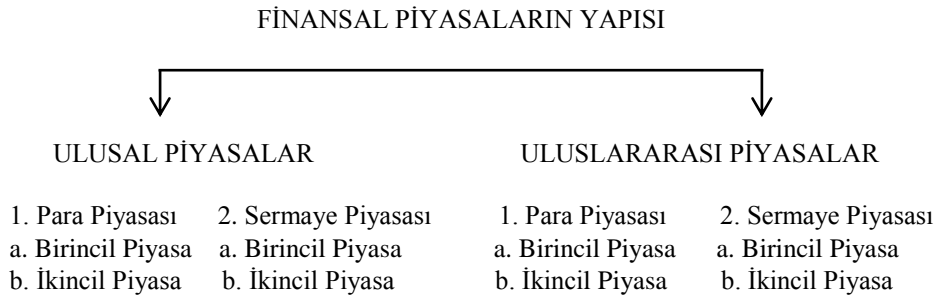 FİNANSAL PİYASALARIN YAPISI
ULUSAL PİYASALAR ULUSLARARASI PİYASALAR
1. Para Piyasası 2. Sermaye Piyasası 1. Para Piyasası 2. Sermaye Piyasası
a. Birincil Piyasa a. Birincil Piyasa a. Birincil Piyasa a. Birincil Piyasa
b. İkincil Piyasa b. İkincil Piyasa b. İkincil Piyasa b. İkincil Piyasa